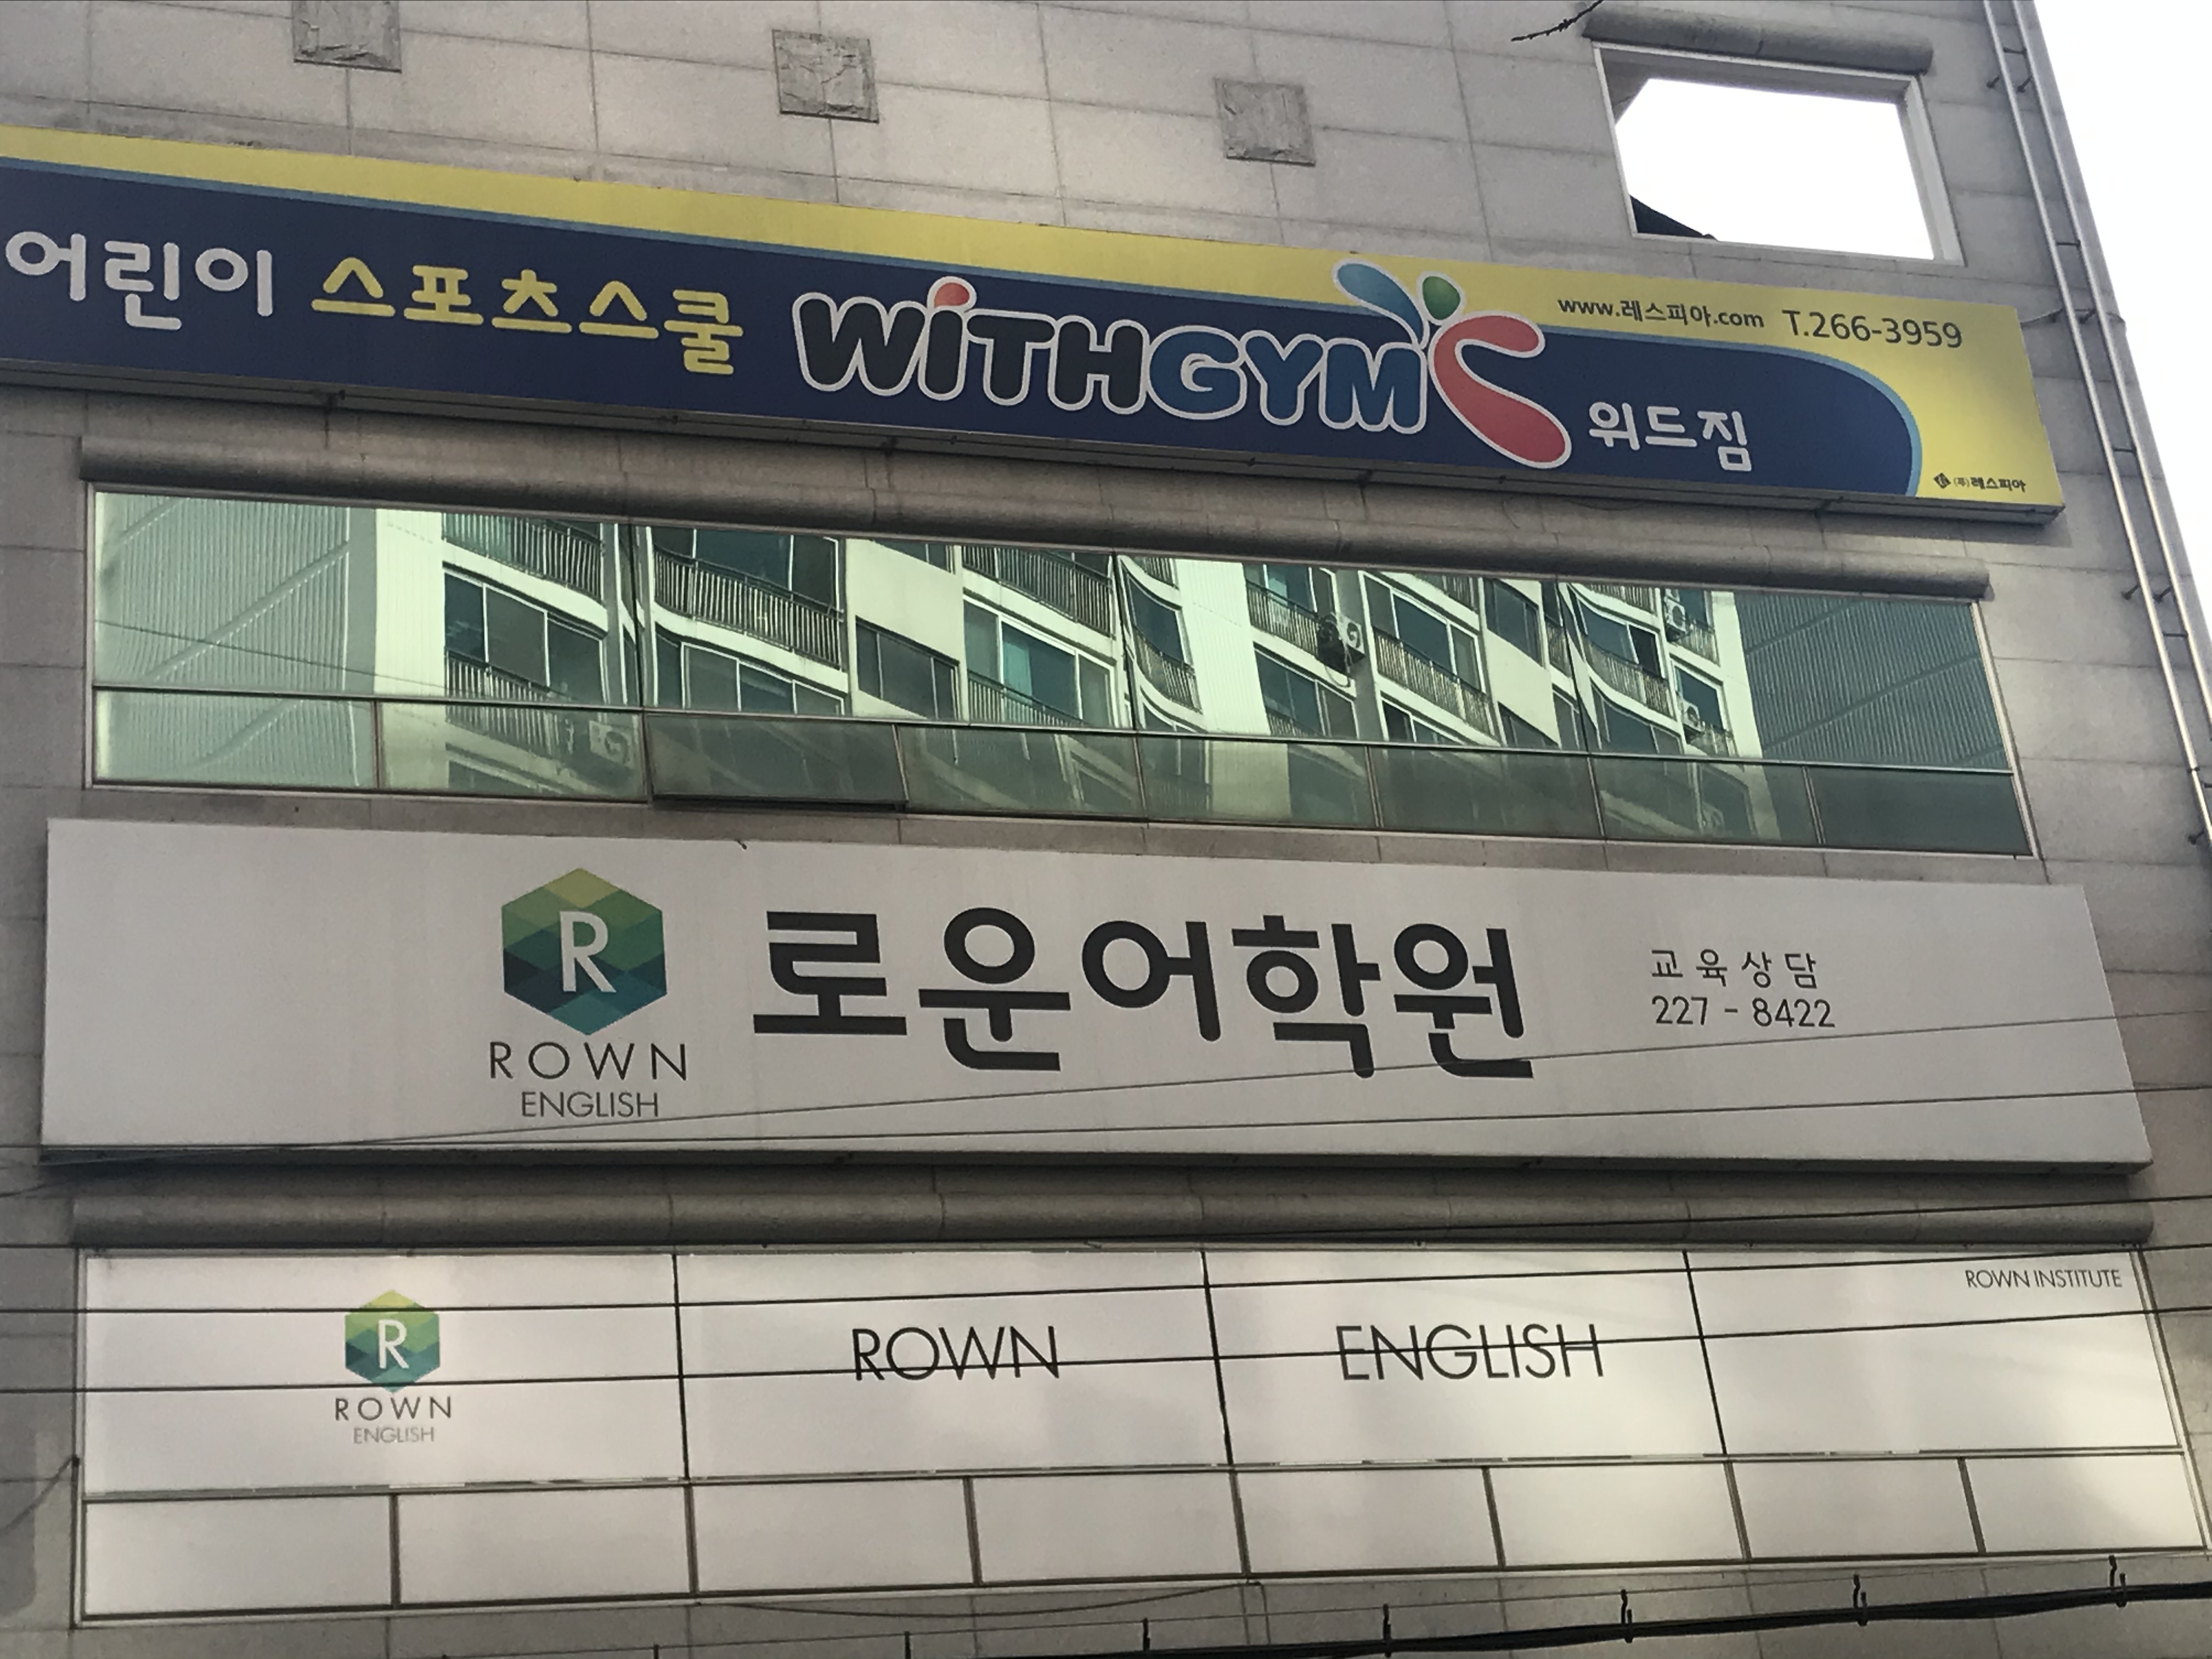 어린이 스포츠스쿨 WiTHGYM 위드짐
www.레스피아.com T.266-3959
(주)레스피아
R
ROWN
ENGLISH
로운어학원
교육상담
227-8422
R
ROWN
ENGLISH
ROWN ENGLISH
ROWN INSTITUTE